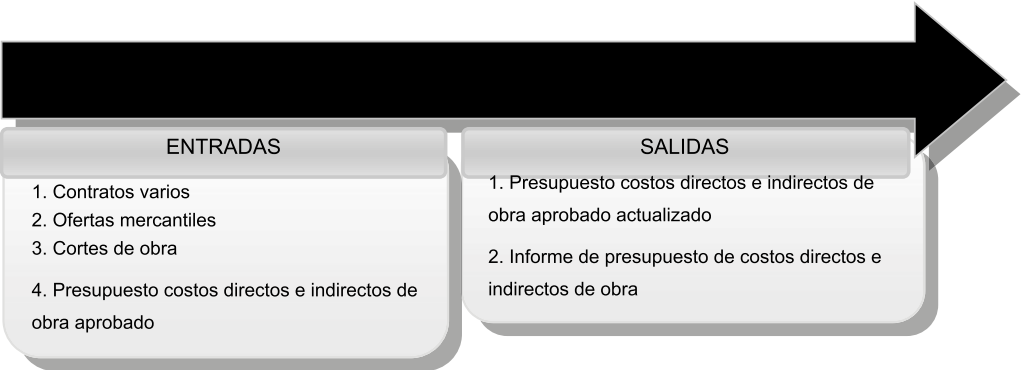 ENTRADAS
1. Contratos varios
2. Ofertas mercantiles
3. Cortes de obra
4. Presupuesto costos directos e indirectos de
obra aprobado
SALIDAS
1. Presupuesto costos directos e indirectos de
obra aprobado actualizado
2. Informe de presupuesto de costos directos e
indirectos de obra